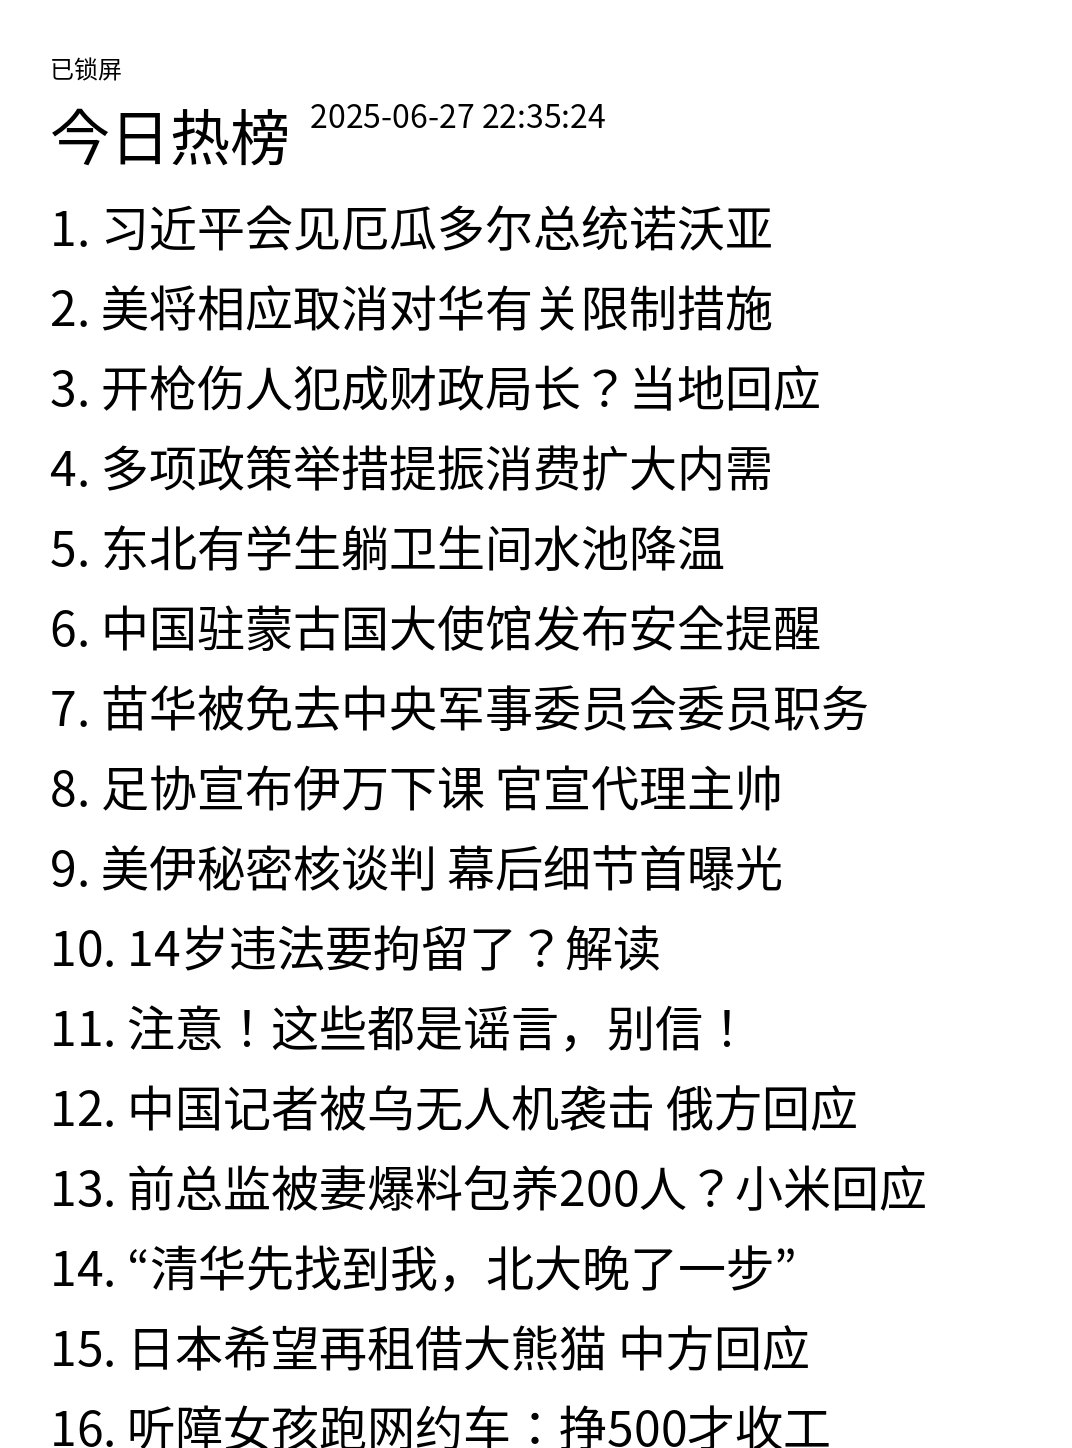 已锁屏
今日热榜 2025-06-27 22:35:24
1. 习近平会见厄瓜多尔总统诺沃亚
2. 美将相应取消对华有关限制措施
3. 开枪伤人犯成财政局长？当地回应
4. 多项政策举措提振消费扩大内需
5. 东北有学生躺卫生间水池降温
6. 中国驻蒙古国大使馆发布安全提醒
7. 苗华被免去中央军事委员会委员职务
8. 足协宣布伊万下课 官宣代理主帅
9. 美伊秘密核谈判 幕后细节首曝光
10. 14岁违法要拘留了？解读
11. 注意！这些都是谣言，别信！
12. 中国记者被乌无人机袭击 俄方回应
13. 前总监被妻爆料包养200人？小米回应
14. “清华先找到我，北大晚了一步”
15. 日本希望再租借大熊猫 中方回应
16. 听障女孩跑网约车：挣500才收工